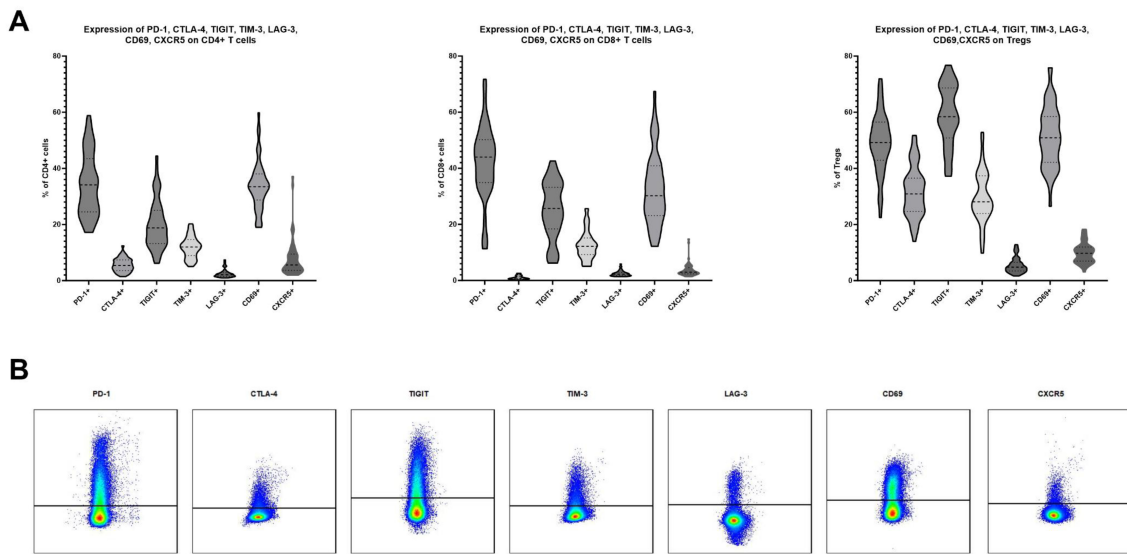 A
Expression of PD-1, CTLA-4, TIGIT, TIM-3, LAG-3,
CD69, CXCR5 on CD4+ T cells
80
60
40
20
0
% of CD4+ cells
PD-1+
CTLA-4+
TIGIT+
TIM-3+
LAG-3+
CD69+
CXCR5+
Expression of PD-1, CTLA-4, TIGIT, TIM-3, LAG-3,
CD69, CXCR5 on CD8+ T cells
80
60
40
20
0
% of CD8+ cells
PD-1+
CTLA-4+
TIGIT+
TIM-3+
LAG-3+
CD69+
CXCR5+
Expression of PD-1, CTLA-4, TIGIT, TIM-3, LAG-3,
CD69,CXCR5 on Tregs
80
60
40
20
0
% of Tregs
PD-1+
CTLA-4+
TIGIT+
TIM-3+
LAG-3+
CD69+
CXCR5+
B
PD-1
CTLA-4
TIGIT
TIM-3
LAG-3
CD69
CXCR5